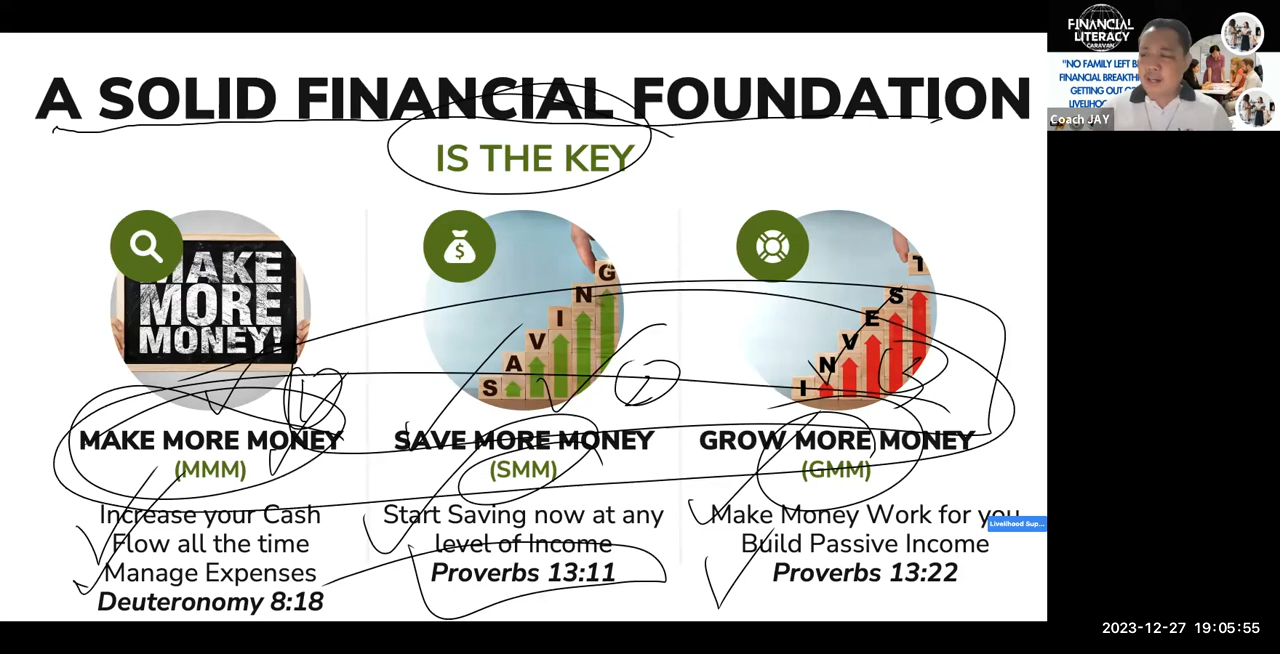 A SOLID FINANCIAL FOUNDATION
IS THE KEY
MAKE
MORE
MONEY!
SAVING
INVEST
MAKE MORE MONEY
(MMM)
Increase your Cash
Flow all the time
Manage Expenses
Deuteronomy 8:18
SAVE MORE MONEY
(SMM)
Start Saving now at any
level of Income
Proverbs 13:11
GROW MORE MONEY
(GMM)
Make Money Work for you
Build Passive Income
Proverbs 13:22
Livelihood Sup...
FINANCIAL
LITERACY
CARAVAN
"NO FAMILY LEFT
FINANCIAL
GETTING OUT
Coach JAY
2023-12-27 19:05:55